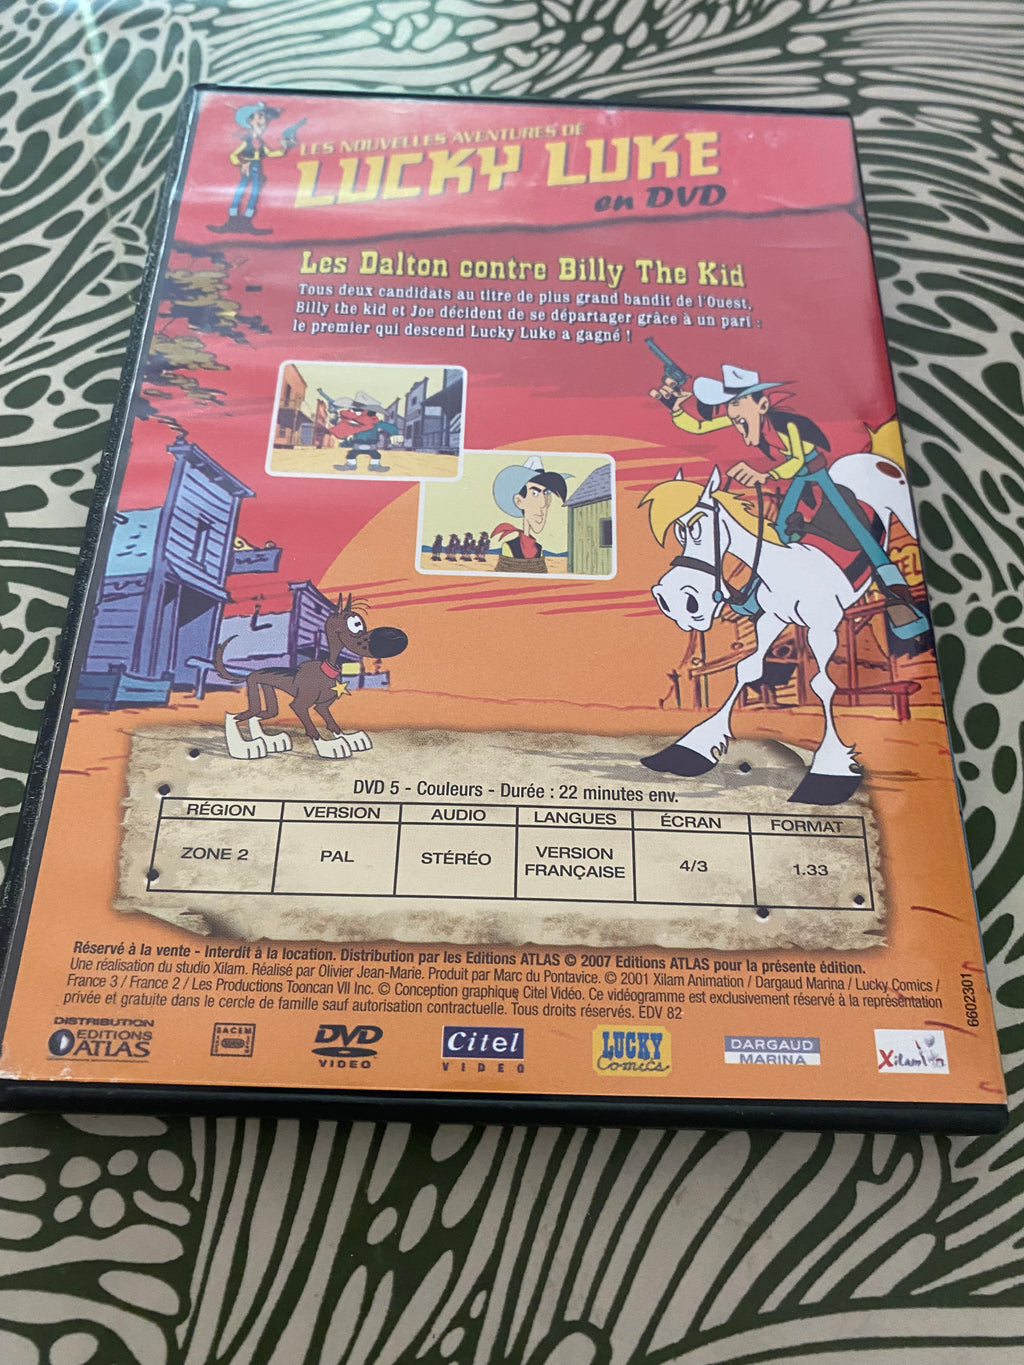 LES NOUVELLES AVENTURES DE
LUCKY LUKE
en DVD
Les Dalton contre Billy The Kid
Tous deux candidats au titre de plus grand bandit de l'Ouest,
Billy the kid et Joe décident de se départager grâce à un pari :
le premier qui descend Lucky Luke a gagné !
DVD 5 - Couleurs - Durée : 22 minutes env.
RÉGION VERSION AUDIO LANGUES ÉCRAN FORMAT
ZONE 2 PAL STÉRÉO VERSION FRANÇAISE 4/3 1.33
Réservé à la vente - Interdit à la location. Distribution par les Editions ATLAS © 2007 Editions ATLAS pour la présente édition.
Une réalisation du studio Xilam. Réalisé par Olivier Jean-Marie. Produit par Marc du Pontavice. © 2001 Xilam Animation / Dargaud Marina / Lucky Comics /
France 3 / France 2 / Les Productions Tooncan VII Inc. © Conception graphique Citel Vidéo. Ce vidéogramme est exclusivement réservé à la représentation
privée et gratuite dans le cercle de famille sauf autorisation contractuelle. Tous droits réservés. EDV 82
6602301
DISTRIBUTION
EDITIONS
ATLAS
SACEM
DVD
VIDEO
Citel
VIDEO
LUCKY
Comics
DARGAUD
MARINA
Xilam